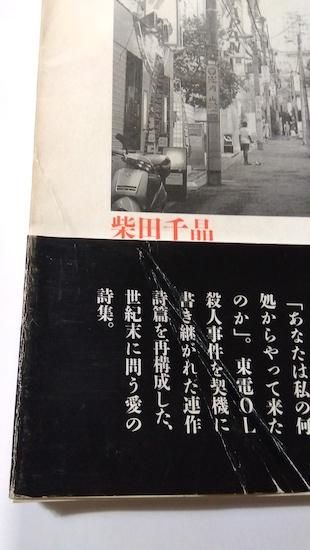 柴田千品
「あなたは私の何
処からやって来た
のか」。東電OL
殺人事件を契機に
書き継がれた連作
詩篇を再構成した、
世紀末に問う愛の
詩集。